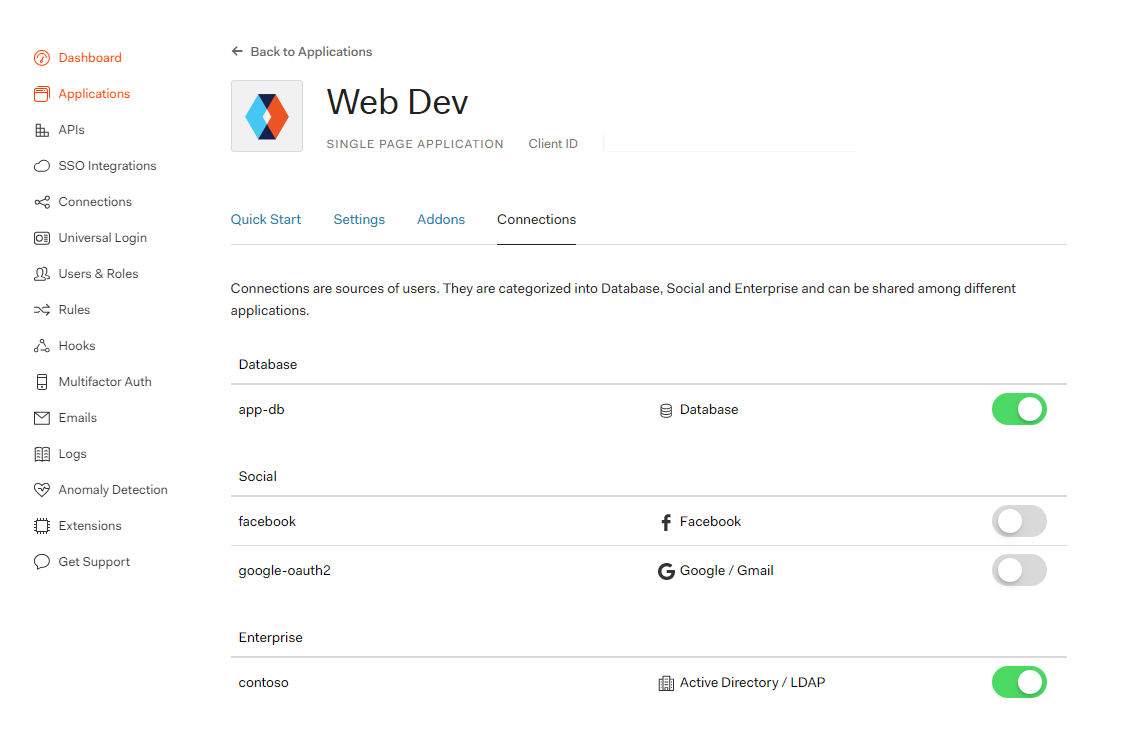 Dashboard
Applications
APIs
SSO Integrations
Connections
Universal Login
Users & Roles
Rules
Hooks
Multifactor Auth
Emails
Logs
Anomaly Detection
Extensions
Get Support
← Back to Applications
Web Dev
SINGLE PAGE APPLICATION Client ID
Quick Start Settings Addons Connections
Connections are sources of users. They are categorized into Database, Social and Enterprise and can be shared among different
applications.
Database
app-db Database
Social
facebook Facebook
google-oauth2 Google / Gmail
Enterprise
contoso Active Directory / LDAP